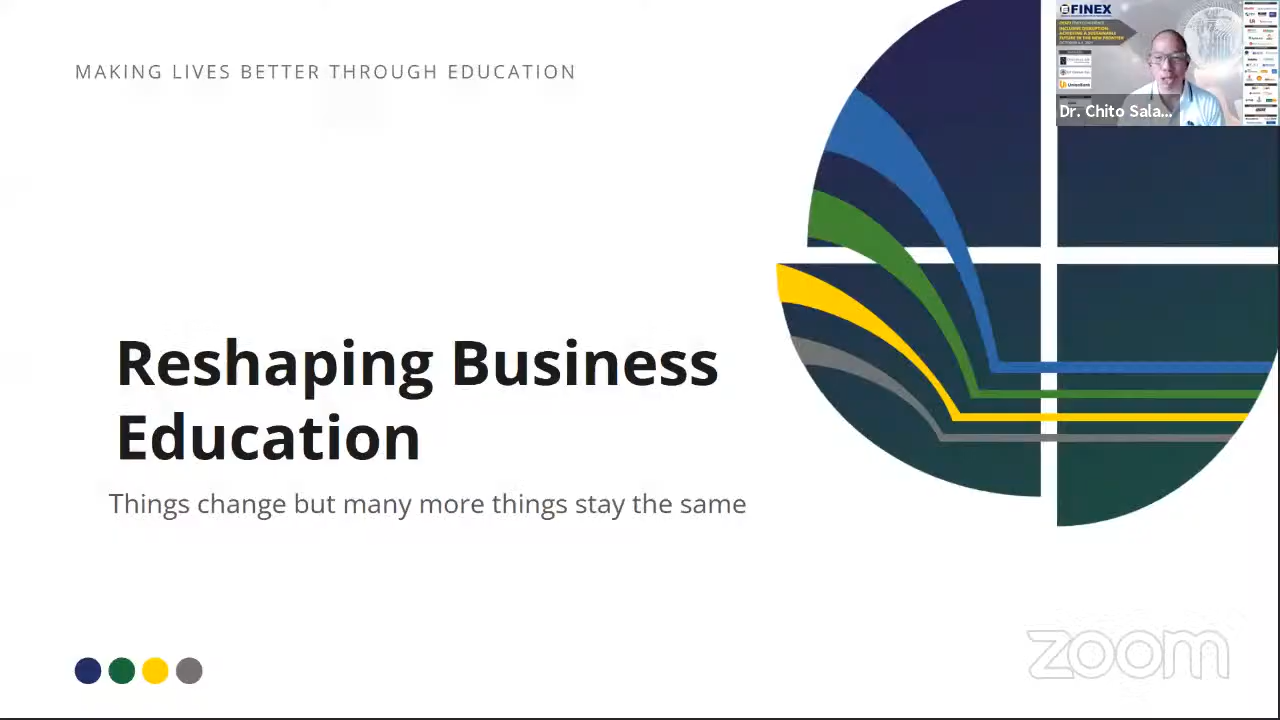 MAKING LIVES BETTER THROUGH EDUCATION
FINEX
Dr. Chito Sala...
Reshaping Business
Education
Things change but many more things stay the same
zoom